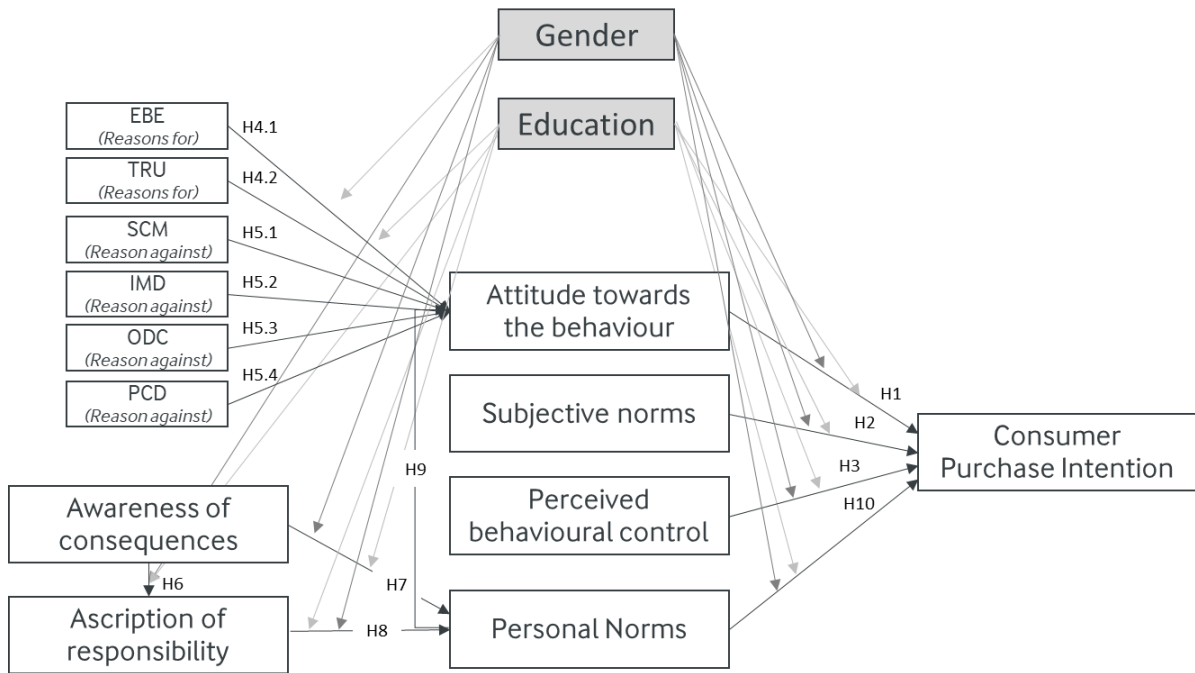 Gender
Education
EBE
(Reasons for)
H4.1
TRU
(Reasons for)
H4.2
SCM
(Reason against)
H5.1
IMD
(Reason against)
H5.2
ODC
(Reason against)
H5.3
PCD
(Reason against)
H5.4
Attitude towards
the behaviour
H1
Subjective norms
H2
Consumer
Purchase Intention
H3
H9
Perceived
behavioural control
H10
Awareness of
consequences
H6
H7
Ascription of
responsibility
H8
Personal Norms